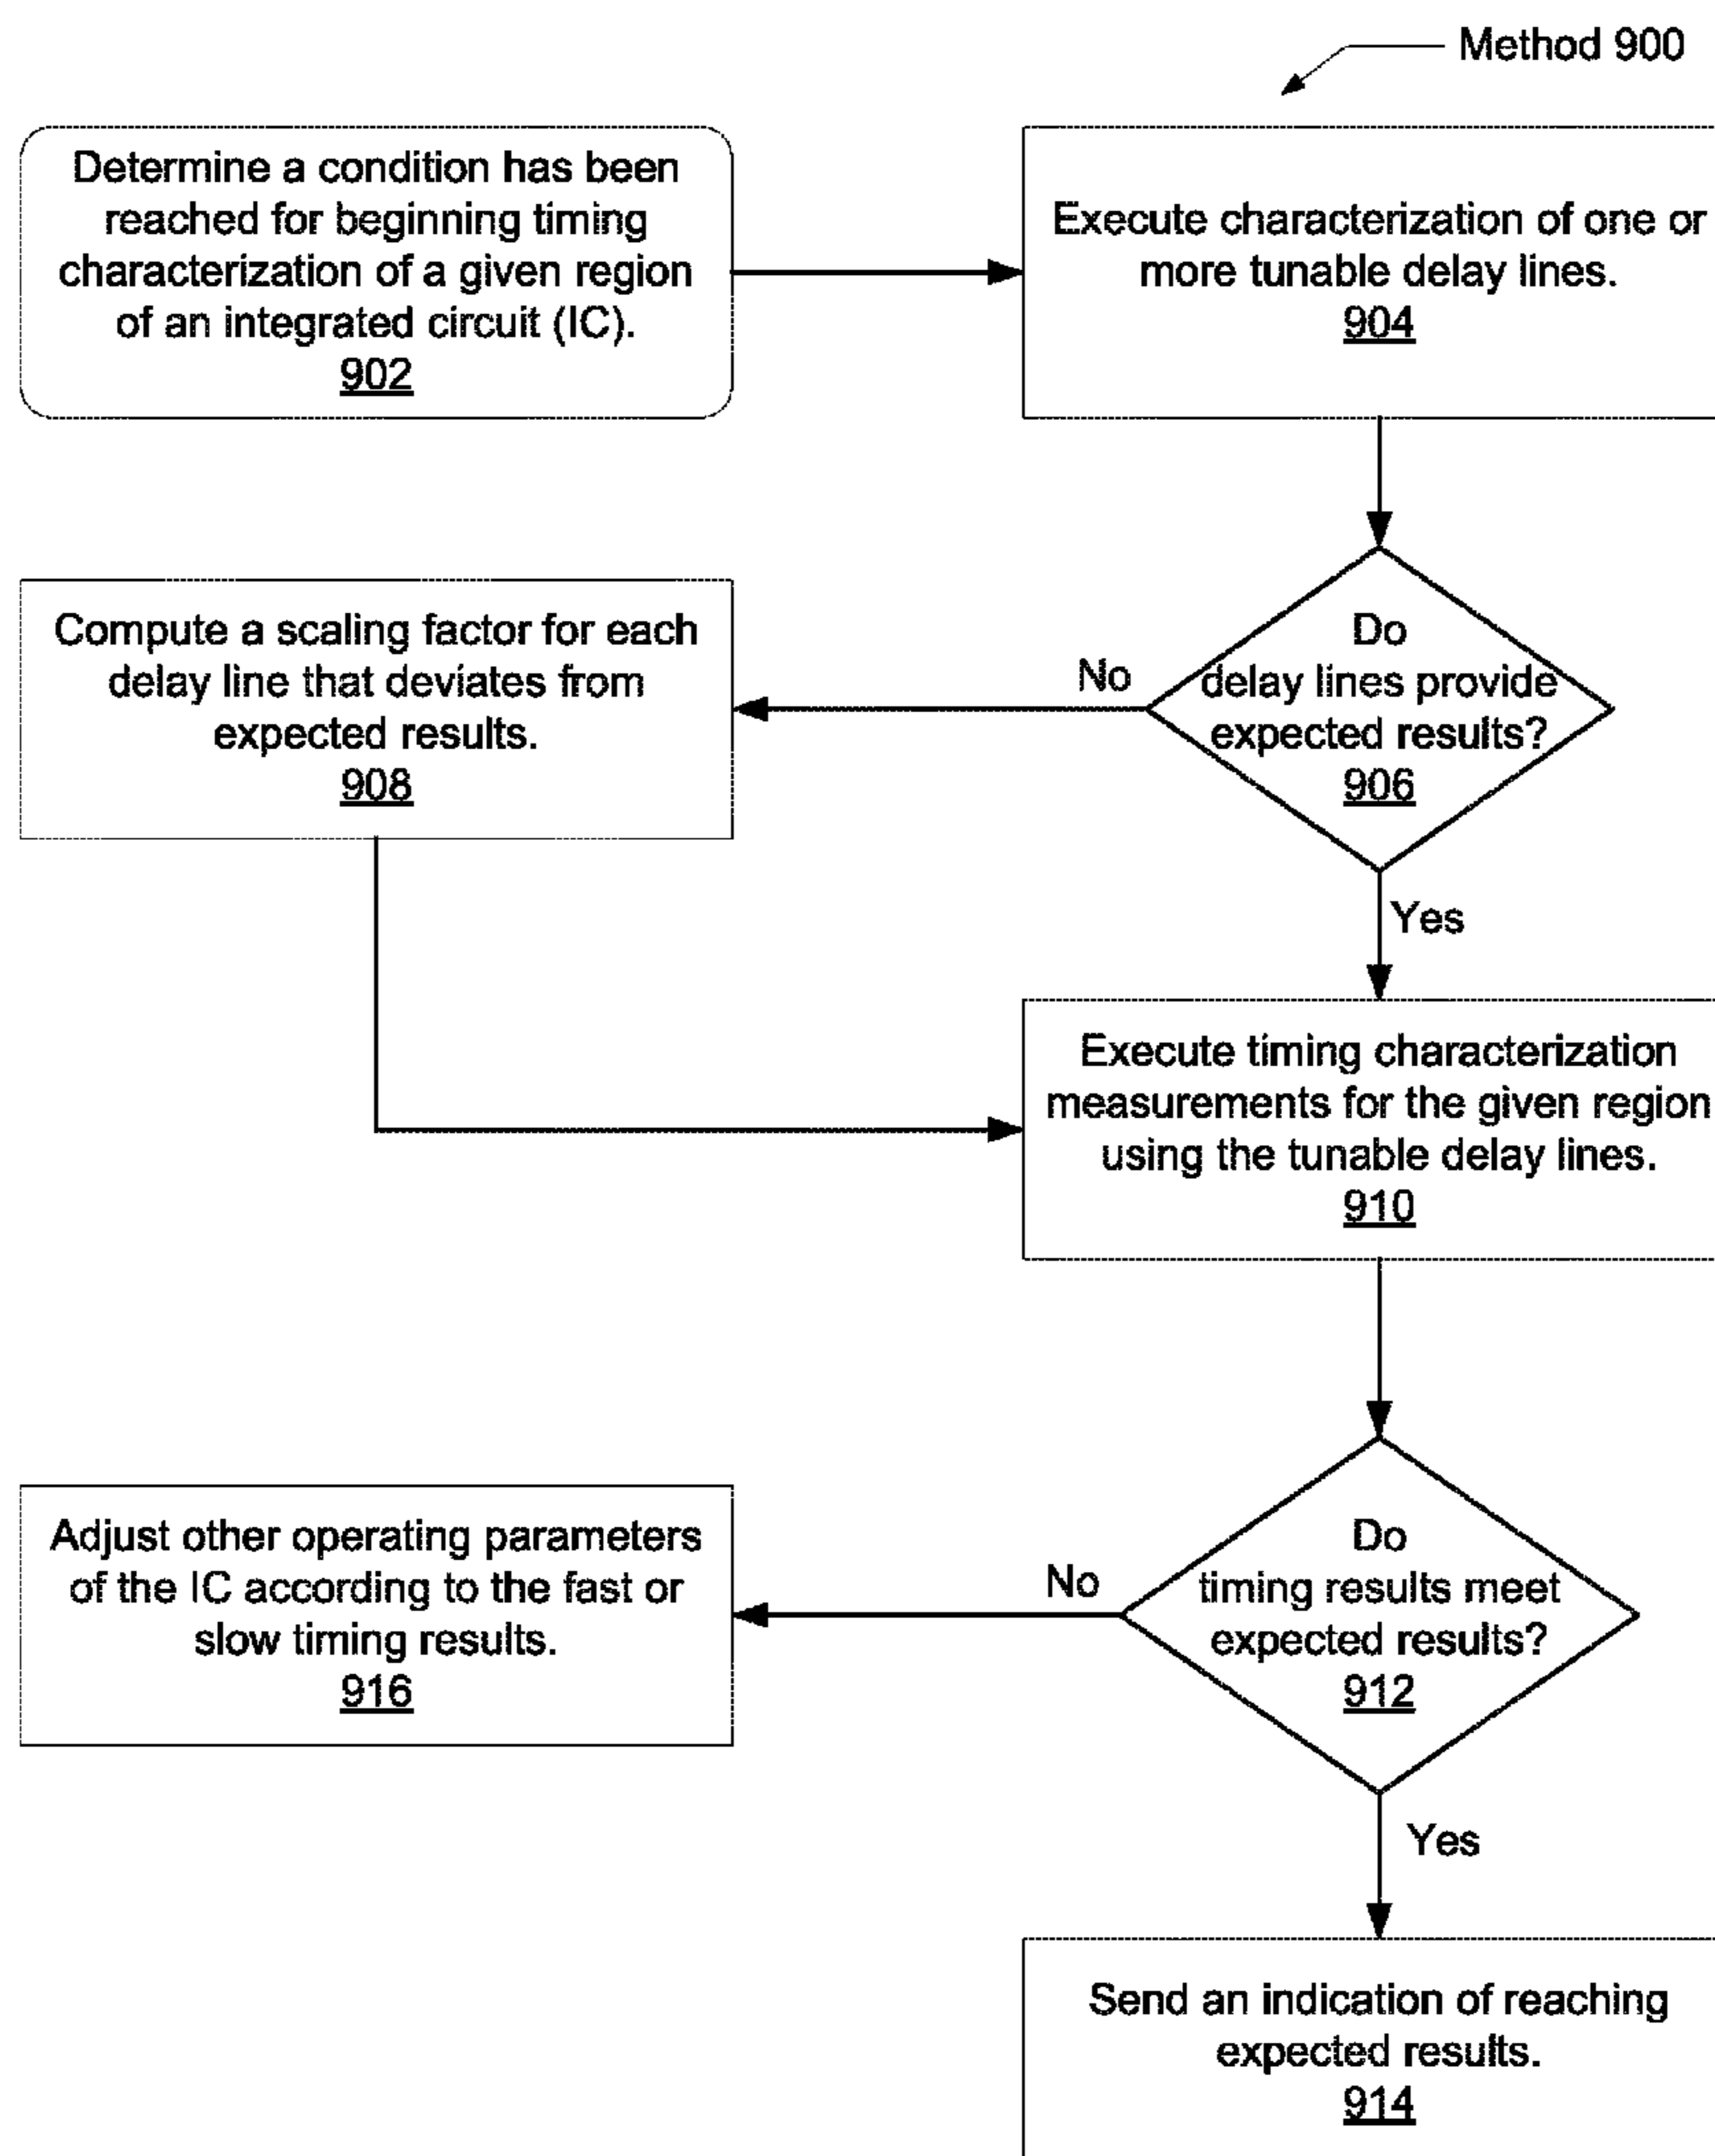 Method 900
Determine a condition has been
reached for beginning timing
characterization of a given region
of an integrated circuit (IC).
902
Execute characterization of one or
more tunable delay lines.
904
Do
delay lines provide
expected results?
906
No
Compute a scaling factor for each
delay line that deviates from
expected results.
908
Yes
Execute timing characterization
measurements for the given region
using the tunable delay lines.
910
Do
timing results meet
expected results?
912
No
Adjust other operating parameters
of the IC according to the fast or
slow timing results.
916
Yes
Send an indication of reaching
expected results.
914